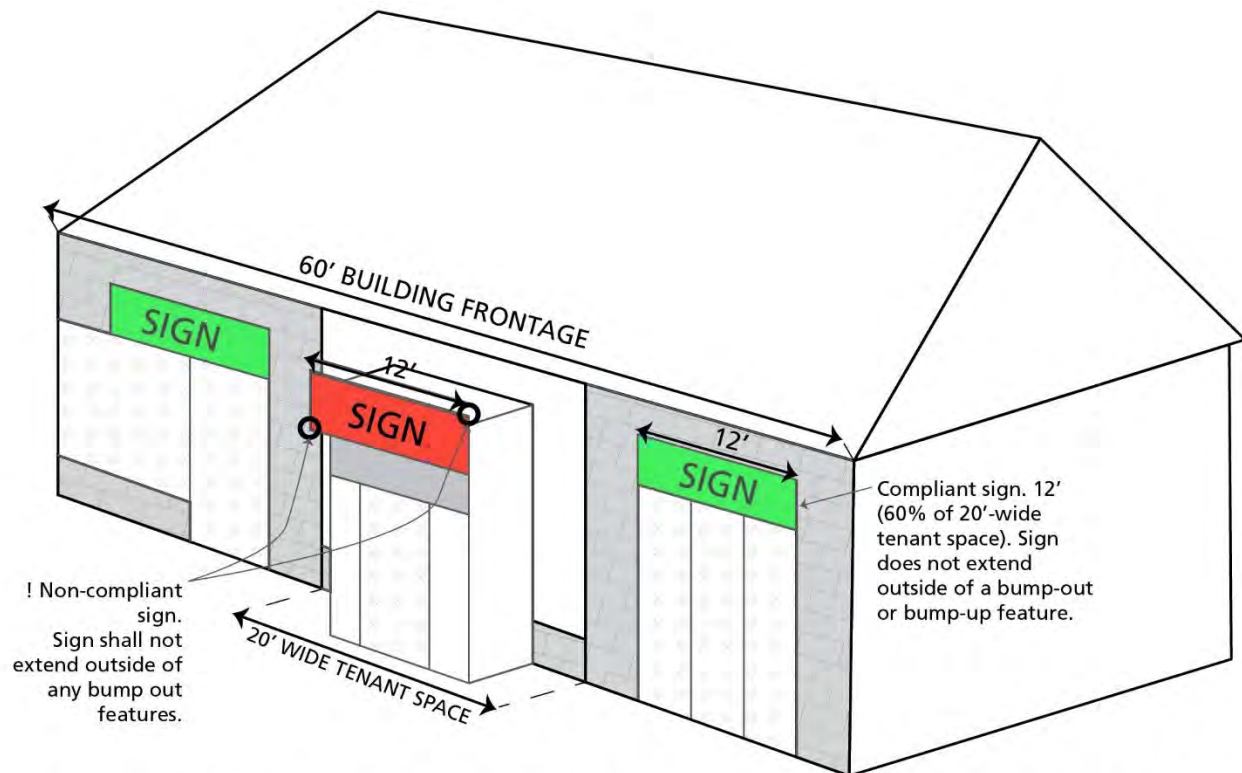 60' BUILDING FRONTAGE
SIGN
12'
SIGN
12'
SIGN
Compliant sign. 12'
(60% of 20'-wide
tenant space). Sign
does not extend
outside of a bump-out
or bump-up feature.
! Non-compliant
sign.
Sign shall not
extend outside of
any bump out
features.
20' WIDE TENANT SPACE